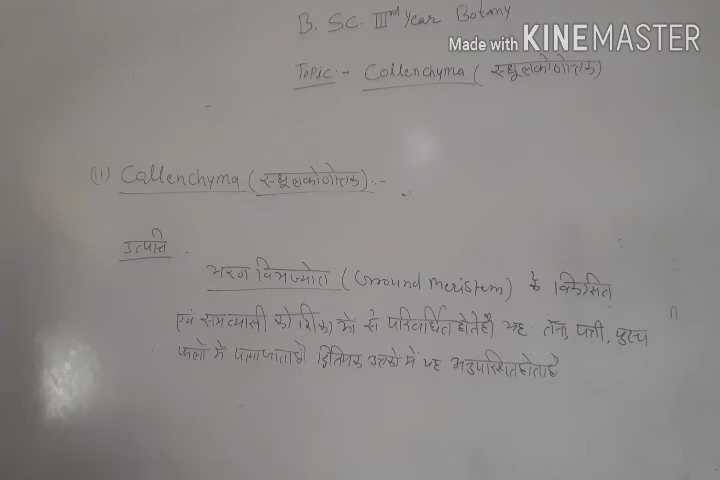 B. Sc. IIIrd Year Botany
Made with KINEMASTER
Topic :- Collenchyma ( स्थूलकोणोत्तक )
(1) Collenchyma (स्थूलकोणोत्तक) :-
उत्पत्ति :-
भरण विभज्योत ( Ground meristem) के विकसित
एवं समव्यासी कोशिकाओ से परिवर्धित होते है। यह तना, पत्ती, पुष्प
फलो मे पाया जाता है। द्वितियक उत्तको मे यह अनुपस्थित होता है